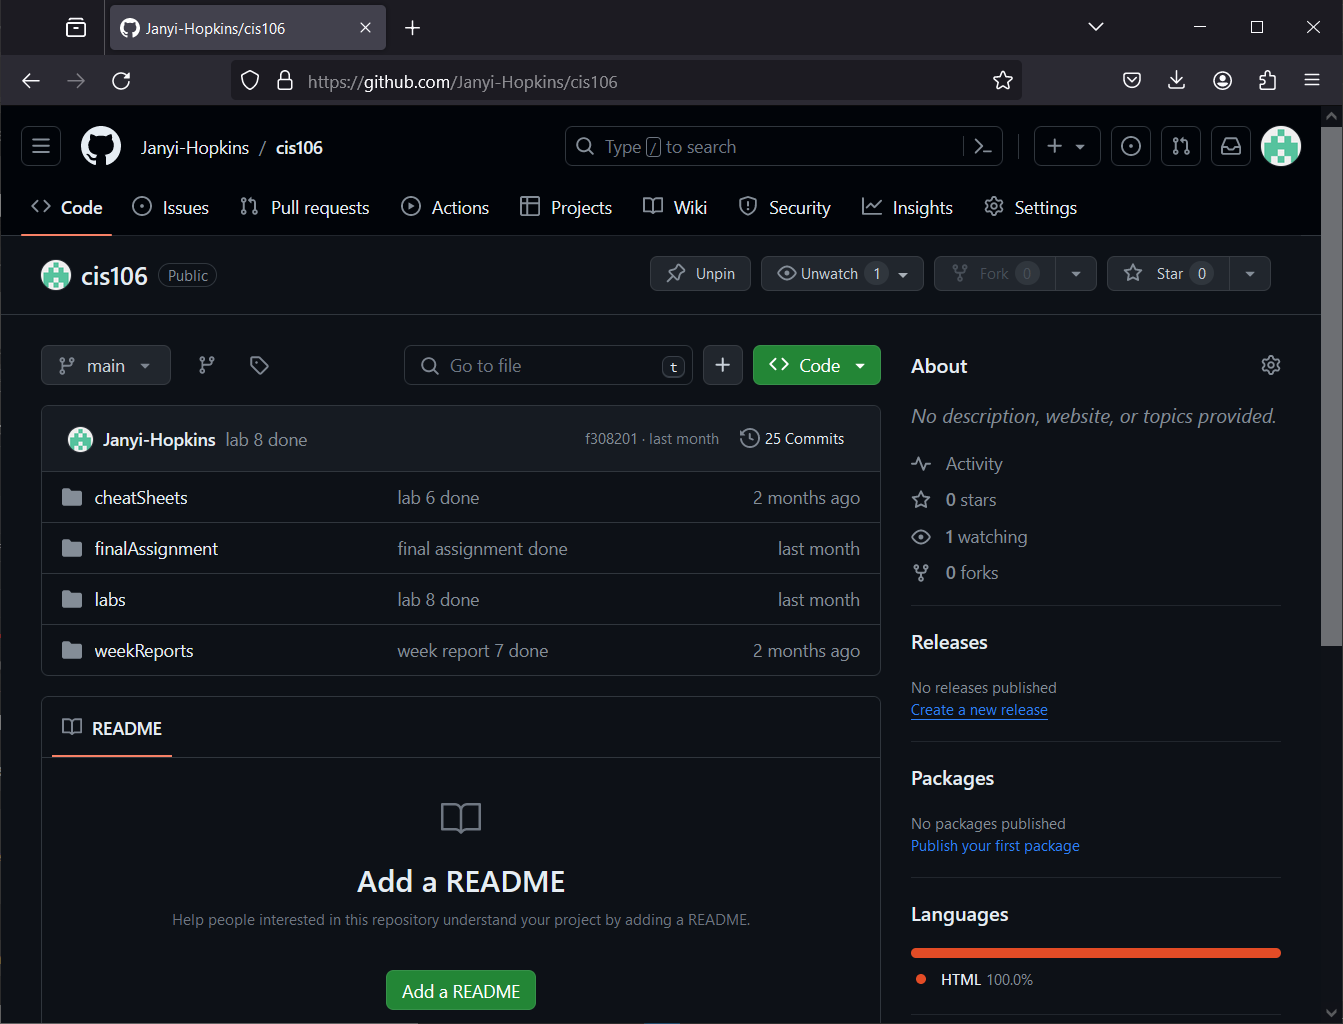 Janyi-Hopkins/cis106
https://github.com/Janyi-Hopkins/cis106
Janyi-Hopkins / cis106
Type / to search
Code Issues Pull requests Actions Projects Wiki Security Insights Settings
cis106 Public
Unpin Unwatch 1 Fork 0 Star 0
main
Go to file t
Code
Janyi-Hopkins lab 8 done f308201 · last month 25 Commits
cheatSheets lab 6 done 2 months ago
finalAssignment final assignment done last month
labs lab 8 done last month
weekReports week report 7 done 2 months ago
README
Add a README
Help people interested in this repository understand your project by adding a README.
Add a README
About
No description, website, or topics provided.
Activity
0 stars
1 watching
0 forks
Releases
No releases published
Create a new release
Packages
No packages published
Publish your first package
Languages
HTML 100.0%